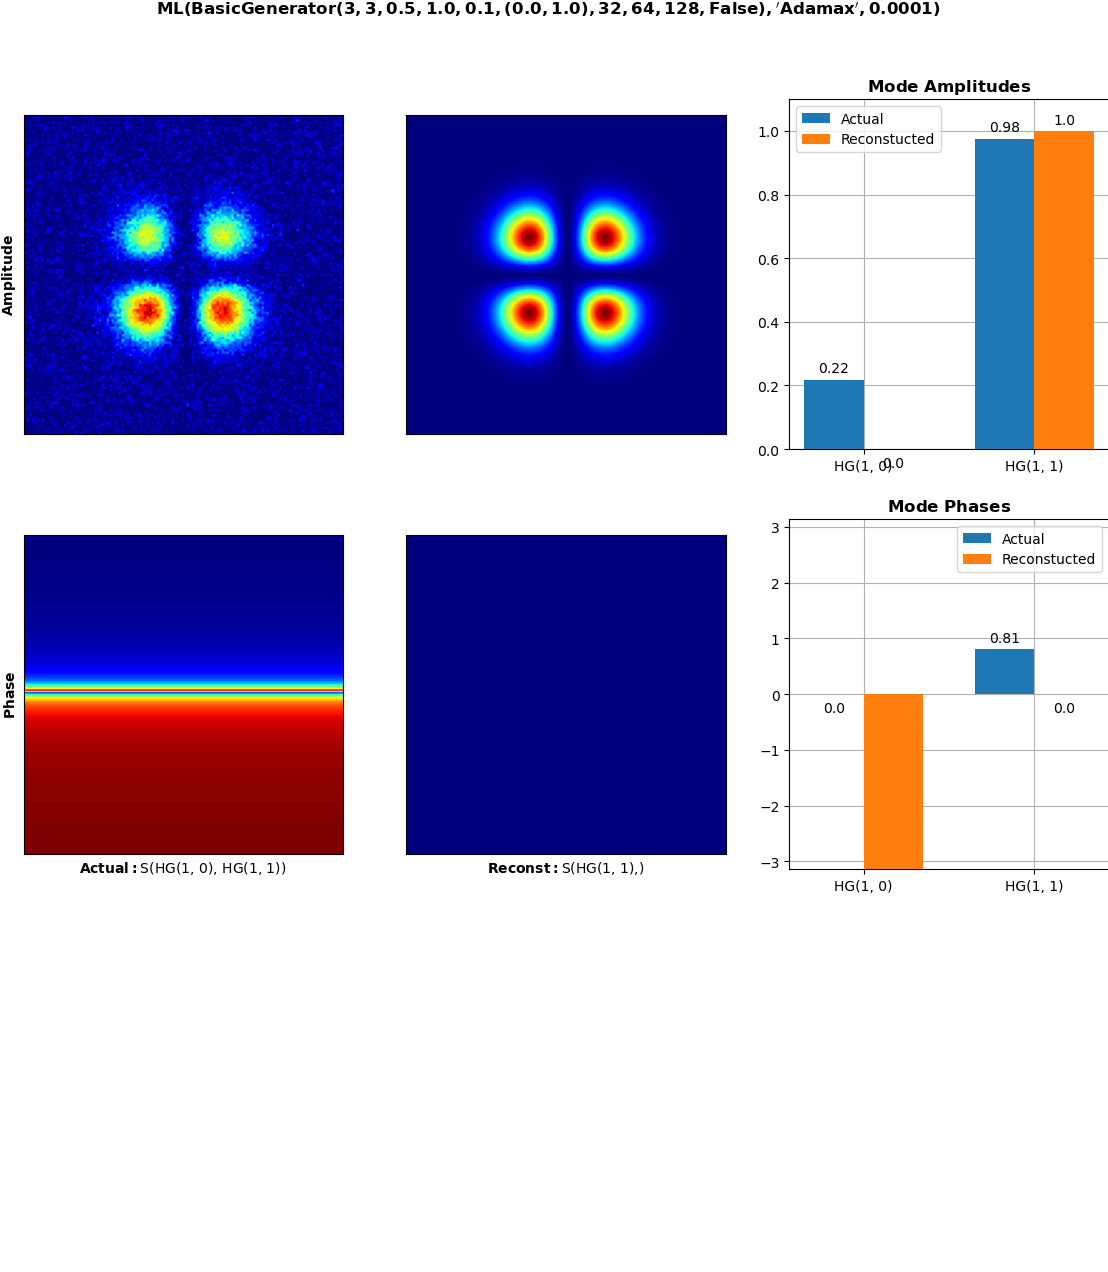 ML(BasicGenerator(3, 3, 0.5, 1.0, 0.1, (0.0, 1.0), 32, 64, 128, False), ′Adamax′, 0.0001)
Amplitude
Mode Amplitudes
Actual
Reconstucted
1.0
0.8
0.6
0.4
0.2
0.0
0.22
0.0
0.98
1.0
HG(1, 0)
HG(1, 1)
Phase
Actual: S(HG(1, 0), HG(1, 1))
Reconst: S(HG(1, 1),)
Mode Phases
Actual
Reconstucted
3
2
1
0
−1
−2
−3
0.0
0.81
0.0
HG(1, 0)
HG(1, 1)